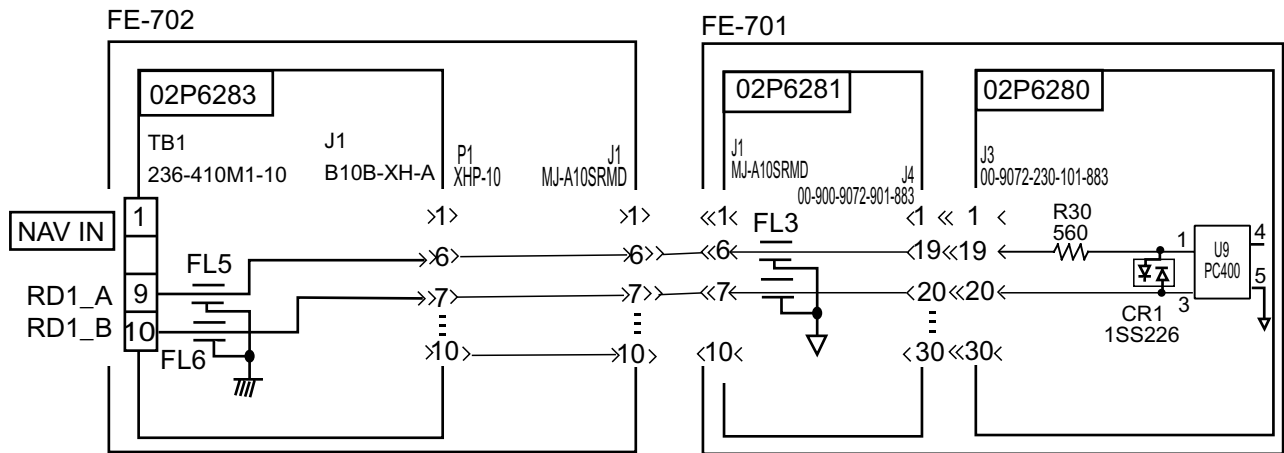 FE-702
FE-701
02P6283
02P6281
02P6280
TB1
236-410M1-10
J1
B10B-XH-A
P1
XHP-10
J1
MJ-A10SRMD
J1
MJ-A10SRMD
J4
00-900-9072-901-883
J3
00-9072-230-101-883
NAV IN
1
1
1
1
1
1
FL3
R30
560
6
6
6
19
19
1
U9
PC400
4
5
3
FL5
RD1_A
9
7
7
7
20
20
RD1_B
10
FL6
CR1
1SS226
10
10
10
30
30